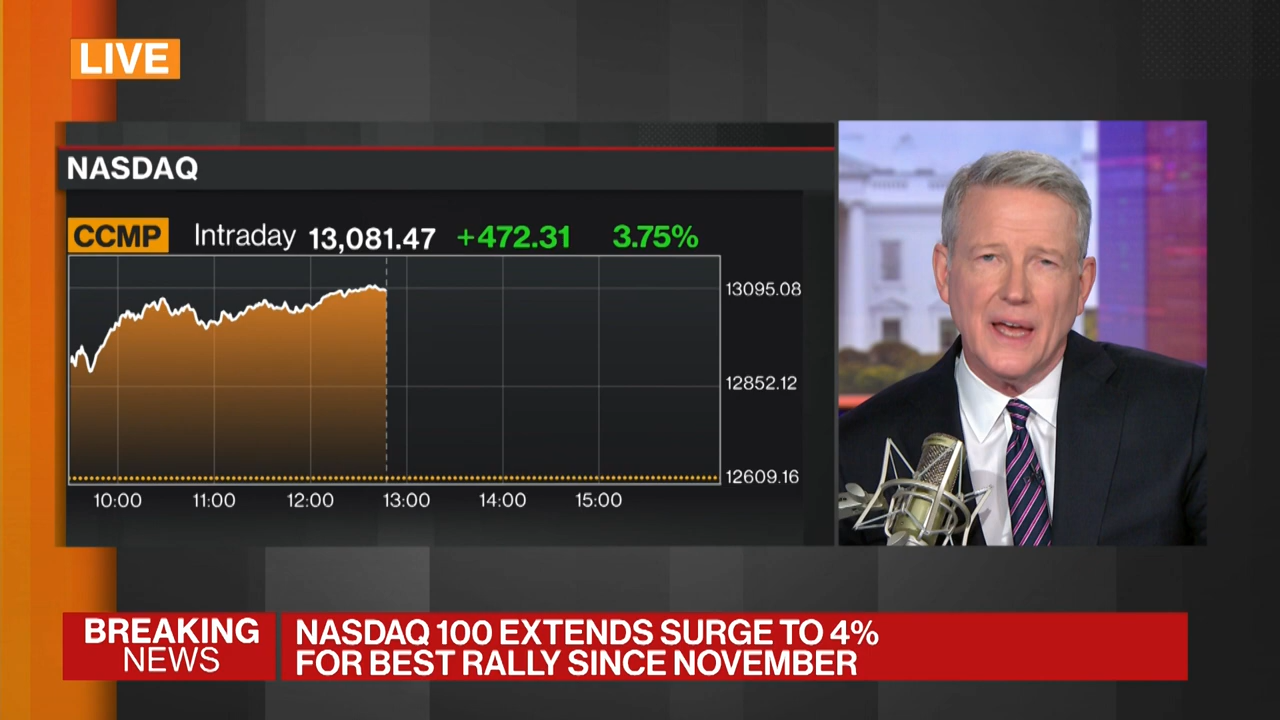 LIVE
NASDAQ
CCMP Intraday 13,081.47 +472.31 3.75%
13095.08
12852.12
12609.16
10:00 11:00 12:00 13:00 14:00 15:00
BREAKING
NEWS
NASDAQ 100 EXTENDS SURGE TO 4%
FOR BEST RALLY SINCE NOVEMBER